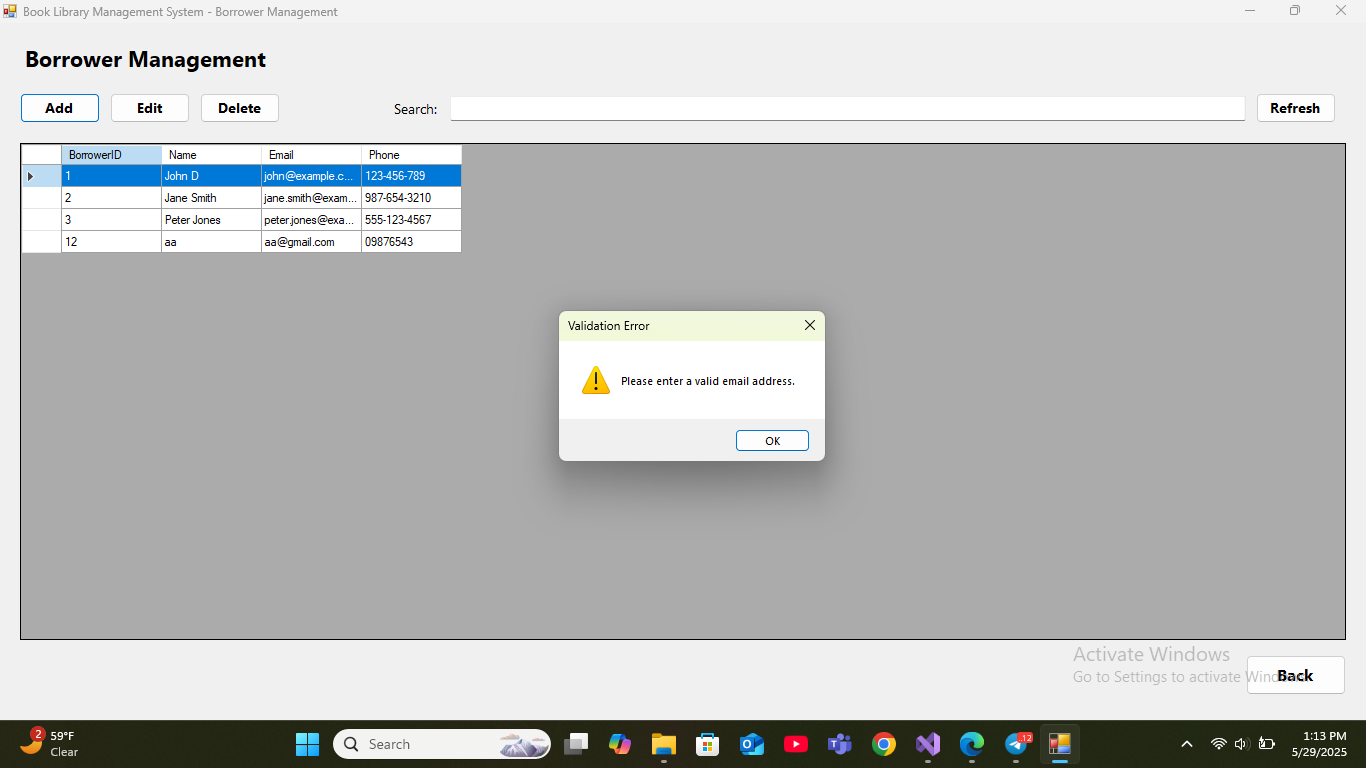 Book Library Management System - Borrower Management
Borrower Management
Add Edit Delete Search: Refresh
BorrowerID Name Email Phone
1 John D john@example.c... 123-456-789
2 Jane Smith jane.smith@exam... 987-654-3210
3 Peter Jones peter.jones@exa... 555-123-4567
12 aa aa@gmail.com 09876543
Validation Error
Please enter a valid email address.
OK
Activate Windows
Go to Settings to activate
Back
2 59°F
Clear
Search
12
1:13 PM
5/29/2025